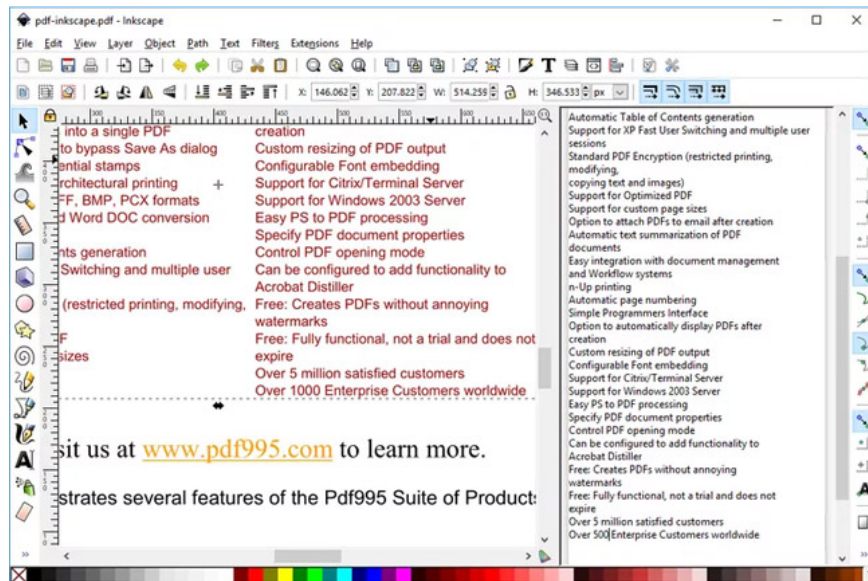 pdf-inkscape.pdf - Inkscape
File Edit View Layer Object Path Text Filters Extensions Help
X: 146.062 Y: 207.822 W: 514.259 H: 346.533 px
into a single PDF
to bypass Save As dialog
ential stamps
rchitectural printing
FF, BMP, PCX formats
d Word DOC conversion
nts generation
Switching and multiple user
(restricted printing, modifying,
F
sizes
creation
Custom resizing of PDF output
Configurable Font embedding
Support for Citrix/Terminal Server
Support for Windows 2003 Server
Easy PS to PDF processing
Specify PDF document properties
Control PDF opening mode
Can be configured to add functionality to
Acrobat Distiller
Free: Creates PDFs without annoying
watermarks
Free: Fully functional, not a trial and does not
expire
Over 5 million satisfied customers
Over 1000 Enterprise Customers worldwide
sit us at www.pdf995.com to learn more.
strates several features of the Pdf995 Suite of Products
Automatic Table of Contents generation
Support for XP Fast User Switching and multiple user
sessions
Standard PDF Encryption (restricted printing,
modifying,
copying text and images)
Support for Optimized PDF
Support for custom page sizes
Option to attach PDFs to email after creation
Automatic text summarization of PDF
documents
Easy integration with document management
and Workflow systems
n-Up printing
Automatic page numbering
Simple Programmers Interface
Option to automatically display PDFs after
creation
Custom resizing of PDF output
Configurable Font embedding
Support for Citrix/Terminal Server
Support for Windows 2003 Server
Easy PS to PDF processing
Specify PDF document properties
Control PDF opening mode
Can be configured to add functionality to
Acrobat Distiller
Free: Creates PDFs without annoying
watermarks
Free: Fully functional, not a trial and does not
expire
Over 5 million satisfied customers
Over 500 Enterprise Customers worldwide